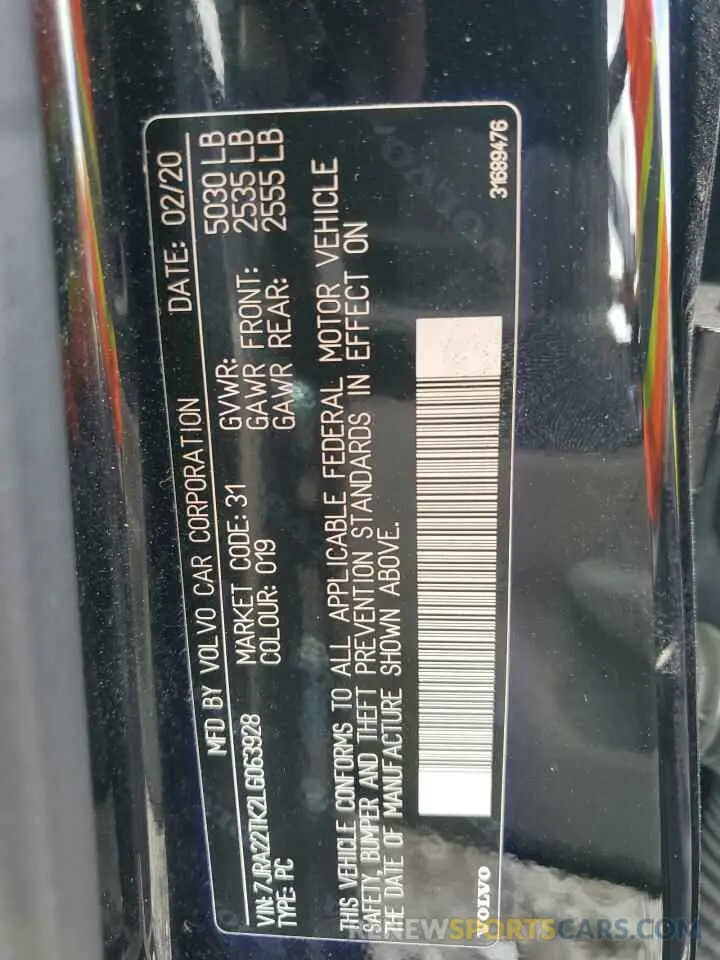 MFD BY VOLVO CAR CORPORATION DATE: 02/20
VIN: 7JRA22TK2LG063928 MARKET CODE: 31 GVWR: 5030 LB
TYPE: PC COLOUR: 019 GAWR FRONT: 2535 LB
GAWR REAR: 2555 LB
THIS VEHICLE CONFORMS TO ALL APPLICABLE FEDERAL MOTOR VEHICLE
SAFETY, BUMPER AND THEFT PREVENTION STANDARDS IN EFFECT ON
THE DATE OF MANUFACTURE SHOWN ABOVE.
VOLVO 31689476
RENEWSPORTSCARS.COM